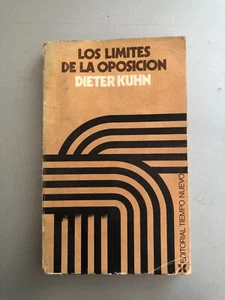 LOS LIMITES
DE LA OPOSICION
DIETER KUHN
EDITORIAL TIEMPO NUEVO